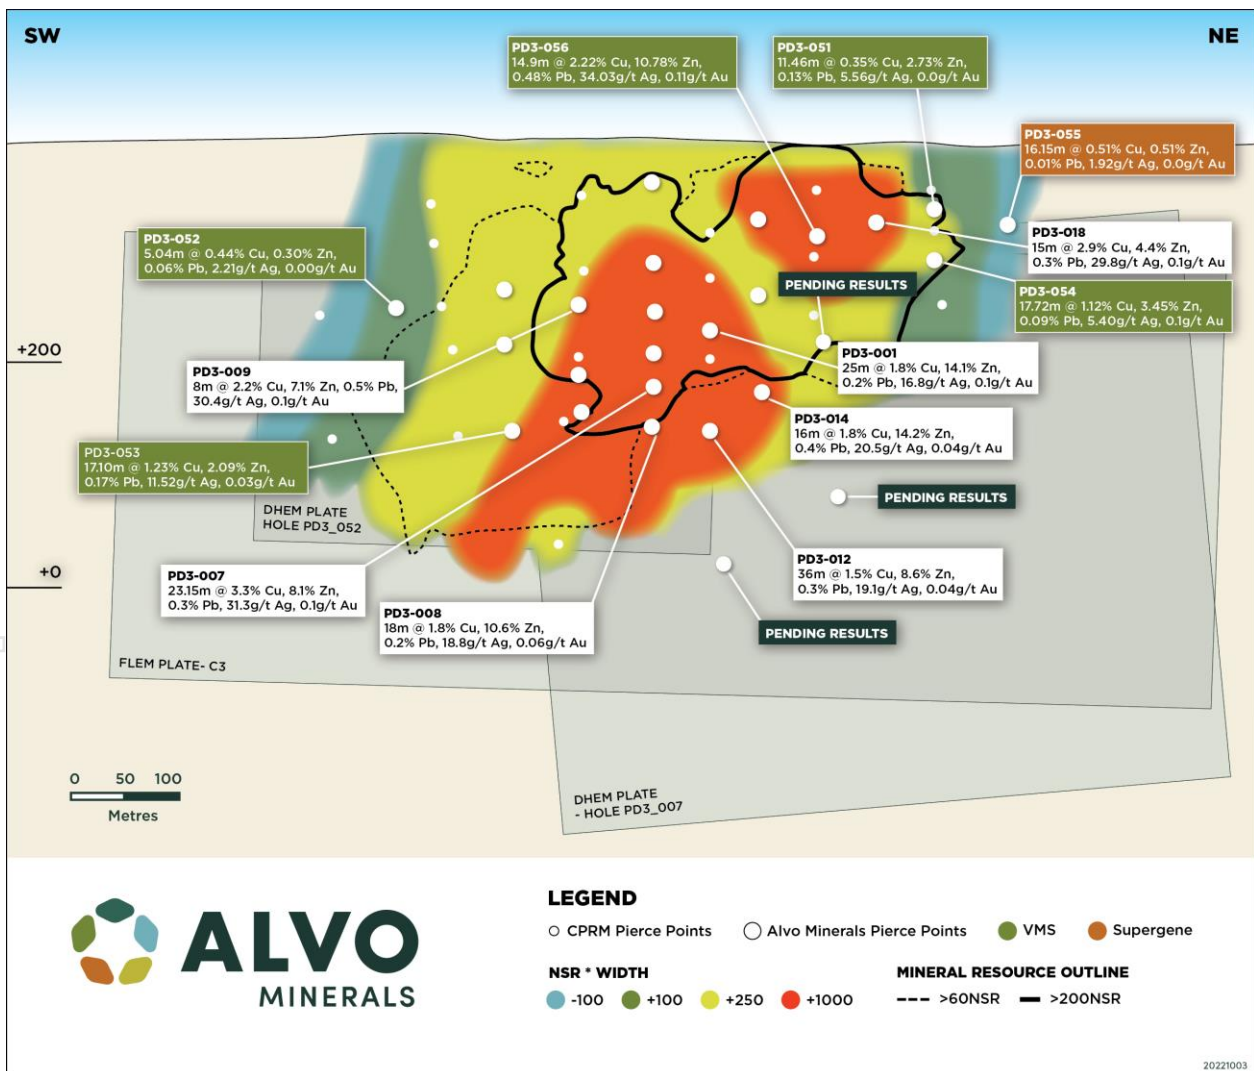 SW
NE
PD3-056
14.9m @ 2.22% Cu, 10.78% Zn,
0.48% Pb, 34.03g/t Ag, 0.11g/t Au
PD3-051
11.46m @ 0.35% Cu, 2.73% Zn,
0.13% Pb, 5.56g/t Ag, 0.0g/t Au
PD3-055
16.15m @ 0.51% Cu, 0.51% Zn,
0.01% Pb, 1.92g/t Ag, 0.0g/t Au
PD3-052
5.04m @ 0.44% Cu, 0.30% Zn,
0.06% Pb, 2.21g/t Ag, 0.00g/t Au
PD3-018
15m @ 2.9% Cu, 4.4% Zn,
0.3% Pb, 29.8g/t Ag, 0.1g/t Au
PENDING RESULTS
PD3-054
17.72m @ 1.12% Cu, 3.45% Zn,
0.09% Pb, 5.40g/t Ag, 0.1g/t Au
+200
PD3-009
8m @ 2.2% Cu, 7.1% Zn, 0.5% Pb,
30.4g/t Ag, 0.1g/t Au
PD3-001
25m @ 1.8% Cu, 14.1% Zn,
0.2% Pb, 16.8g/t Ag, 0.1g/t Au
PD3-014
16m @ 1.8% Cu, 14.2% Zn,
0.4% Pb, 20.5g/t Ag, 0.04g/t Au
PD3-053
17.10m @ 1.23% Cu, 2.09% Zn,
0.17% Pb, 11.52g/t Ag, 0.03g/t Au
PENDING RESULTS
DHEM PLATE
HOLE PD3_052
+0
PD3-007
23.15m @ 3.3% Cu, 8.1% Zn,
0.3% Pb, 31.3g/t Ag, 0.1g/t Au
PD3-012
36m @ 1.5% Cu, 8.6% Zn,
0.3% Pb, 19.1g/t Ag, 0.04g/t Au
PD3-008
18m @ 1.8% Cu, 10.6% Zn,
0.2% Pb, 18.8g/t Ag, 0.06g/t Au
PENDING RESULTS
FLEM PLATE- C3
0 50 100
Metres
DHEM PLATE
- HOLE PD3_007
ALVO
MINERALS
LEGEND
CPRM Pierce Points
Alvo Minerals Pierce Points
VMS
Supergene
NSR * WIDTH
-100
+100
+250
+1000
MINERAL RESOURCE OUTLINE
>60NSR
>200NSR
20221003